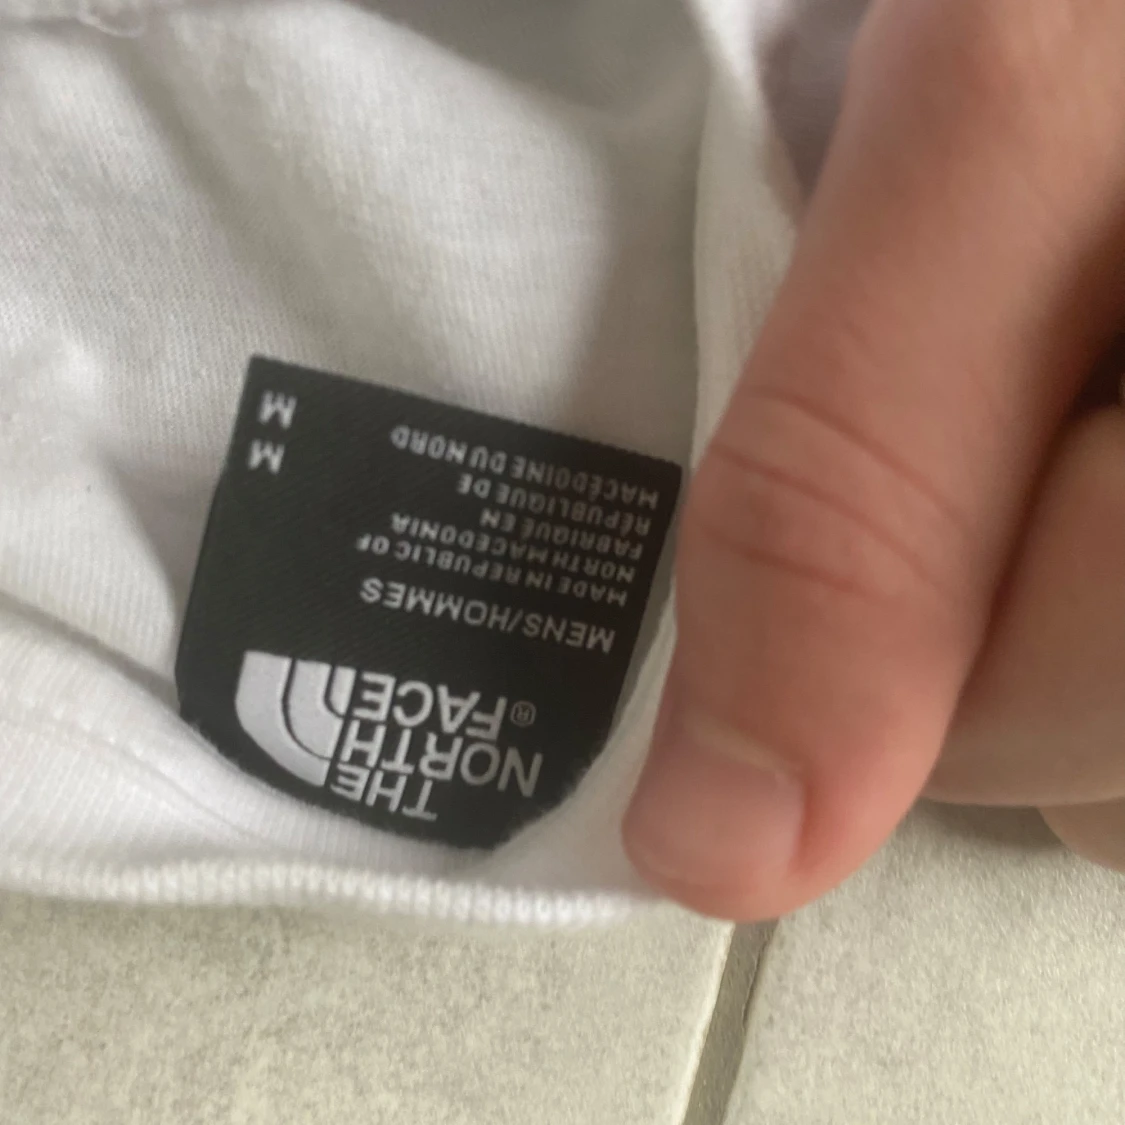 THE
NORTH
FACE®
MENS/HOMMES
MADE IN REPUBLIC OF
NORTH MACEDONIA
FABRIQUÉ EN
RÉPUBLIQUE DE
MACÉDOINE DU NORD
M
M